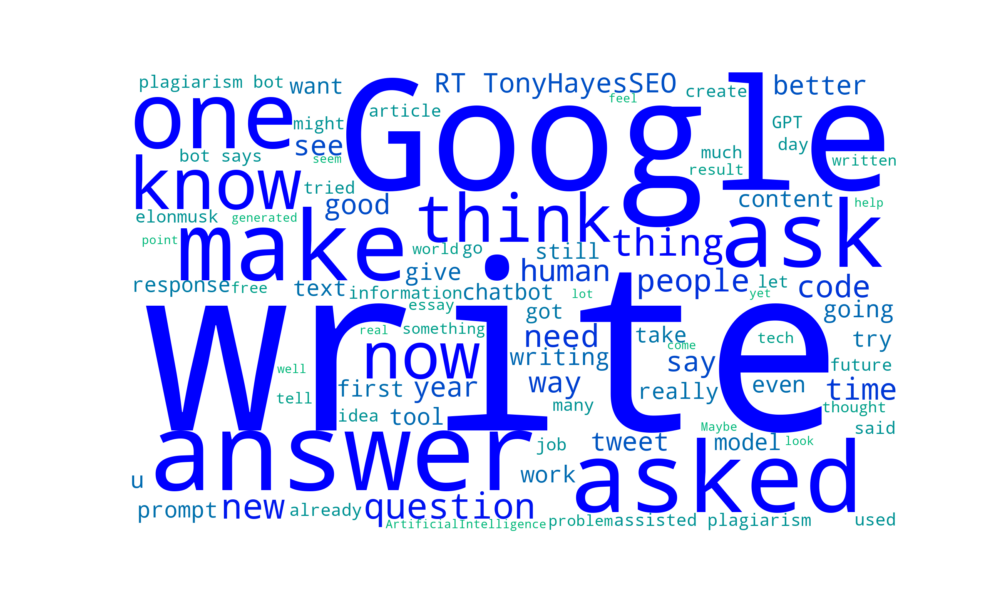 plagiarism bot want RT TonyHayesSEO create better
one might article Google feel GPT
see much day
bot says seem result written
know tried good think content help
elonmusk generated
point make world go still thing ask
response free text give human people let code
information chatbot lot yet going
essay got
Write
real something need take tech try
now writing come say future
well first year way really even time
tell idea tool many thought
answer job tweet Maybe model look said
u work asked
prompt new already question
ArtificialIntelligence problem assisted plagiarism used